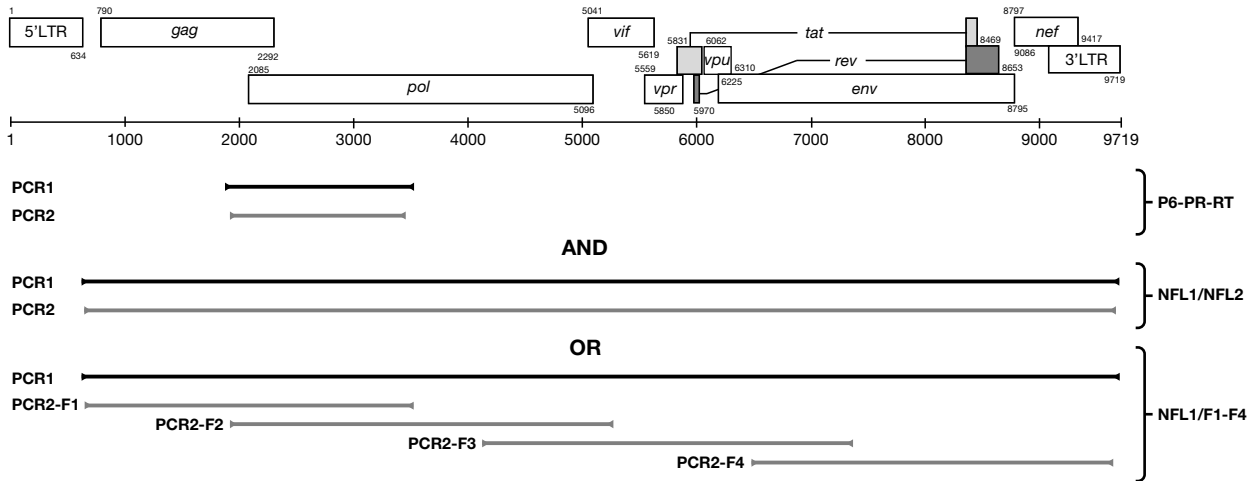 1 790 5041 8797
5'LTR gag vif 5831 6062 tat 8469 nef 9417
634 2292 5619 vpu 9086 3'LTR
2085 5559 6310 rev 8653 9719
pol vpr 6225 env
5096 5850 5970 8795
1 1000 2000 3000 4000 5000 6000 7000 8000 9000 9719
PCR1
PCR2
P6-PR-RT
AND
PCR1
PCR2
NFL1/NFL2
OR
PCR1
PCR2-F1
PCR2-F2
PCR2-F3
PCR2-F4
NFL1/F1-F4